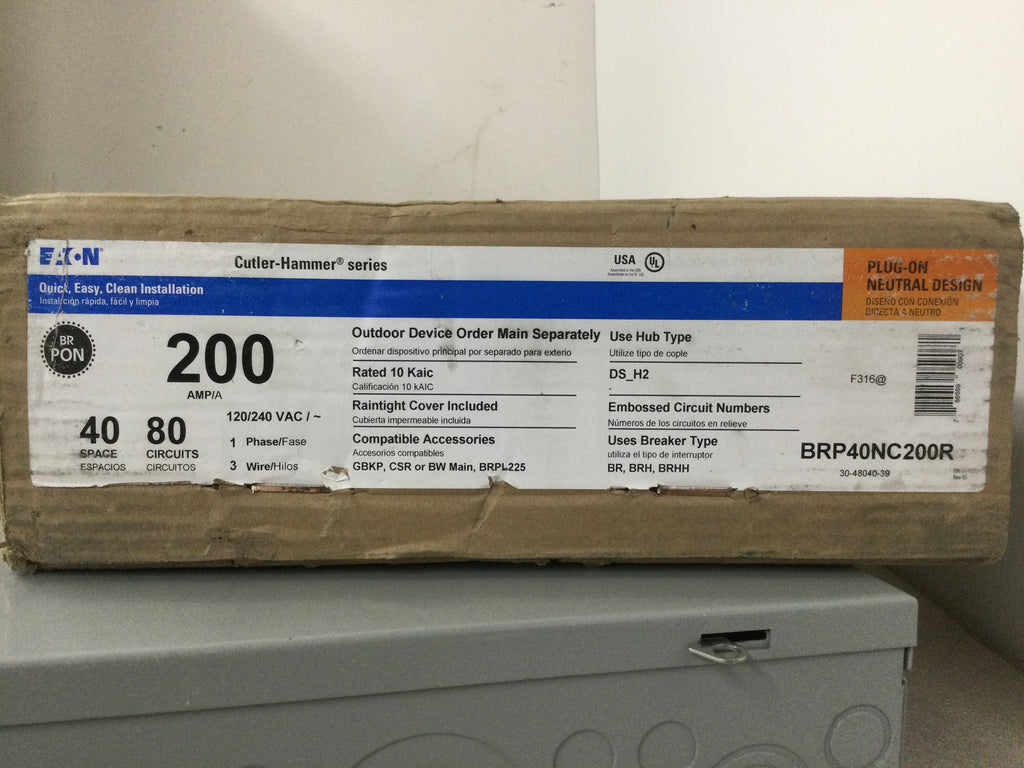 EATON
Cutler-Hammer® series
USA
UL
PLUG-ON
NEUTRAL DESIGN
DISEÑO CON CONEXIÓN
DIRECTA A NEUTRO
Quick, Easy, Clean Installation
Instalación rápida, fácil y limpia
BR
PON
200
AMP/A
40
SPACE
ESPACIOS
80
CIRCUITS
CIRCUITOS
120/240 VAC / ~
1 Phase/Fase
3 Wire/Hilos
Outdoor Device Order Main Separately
Ordenar dispositivo principal por separado para exterio
Rated 10 Kaic
Calificación 10 kAIC
Raintight Cover Included
Cubierta impermeable incluida
Compatible Accessories
Accesorios compatibles
GBKP, CSR or BW Main, BRPL225
Use Hub Type
Utilize tipo de cople
DS_H2
-
Embossed Circuit Numbers
Números de los circuitos en relieve
Uses Breaker Type
utiliza el tipo de interruptor
BR, BRH, BRHH
F316@
BRP40NC200R
30-48040-39